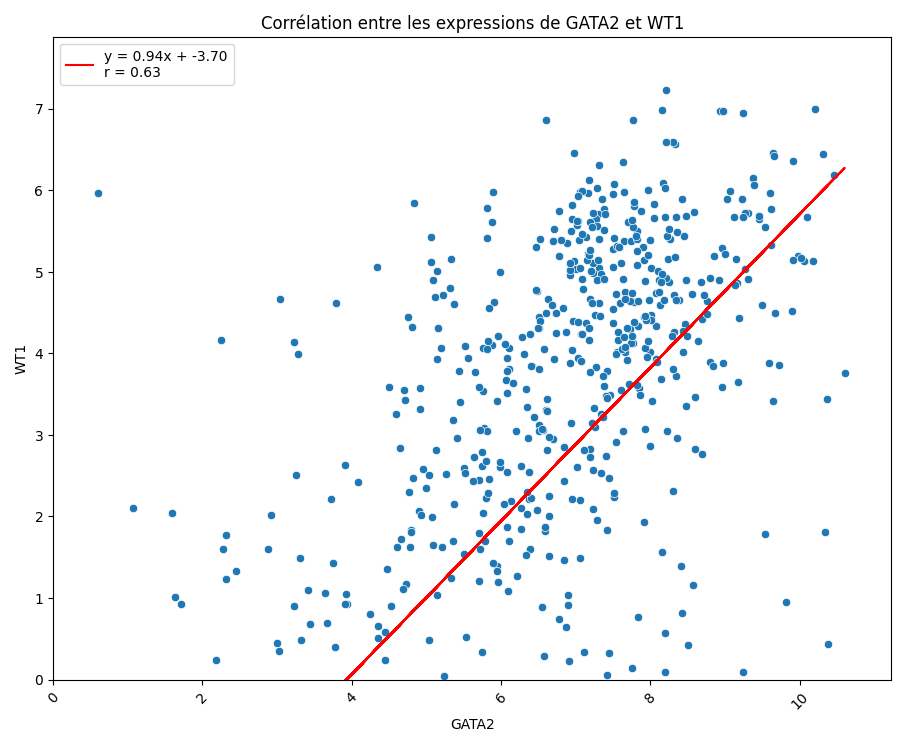 Corrélation entre les expressions de GATA2 et WT1
y = 0.94x + -3.70
r = 0.63
7
6
5
4
3
2
1
0
WT1
0 2 4 6 8 10
GATA2